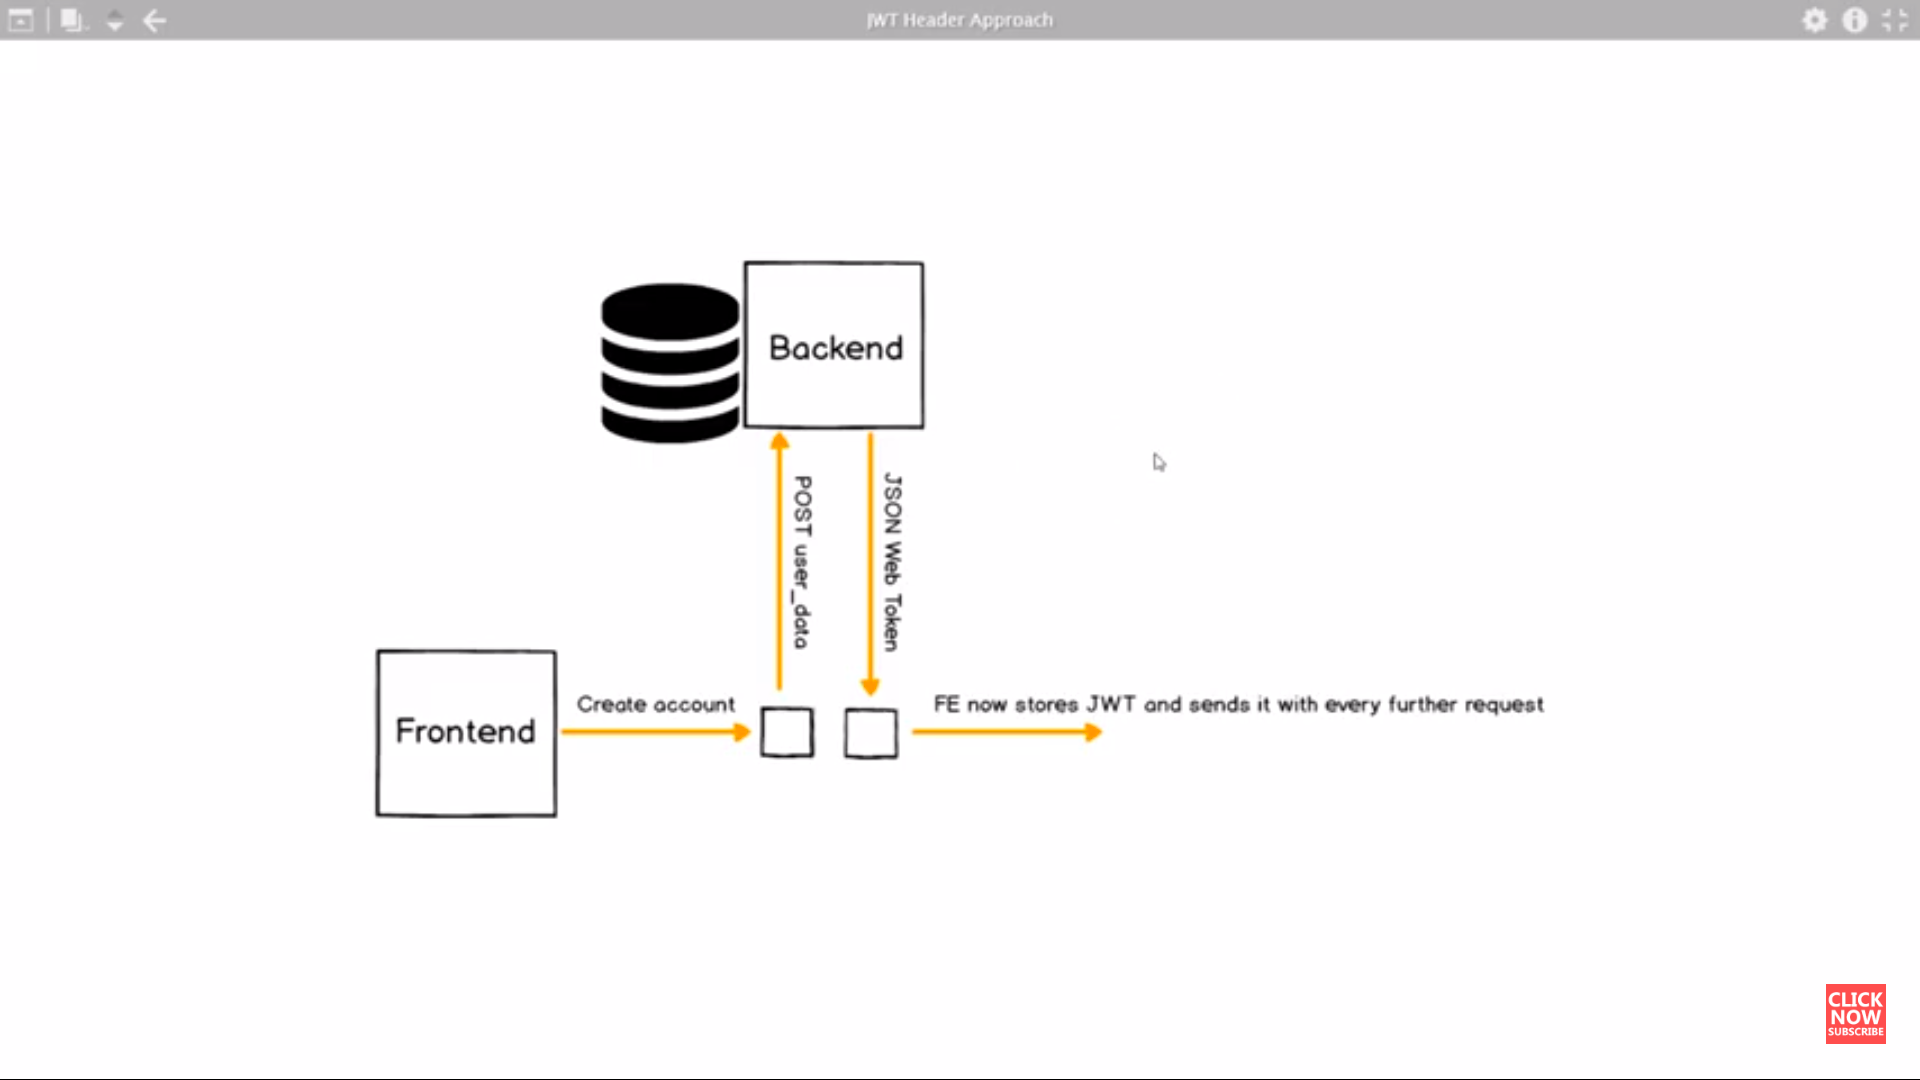 JWT Header Approach
Backend
POST user_data
JSON Web Token
Frontend
Create account
FE now stores JWT and sends it with every further request
CLICK
NOW
SUBSCRIBE